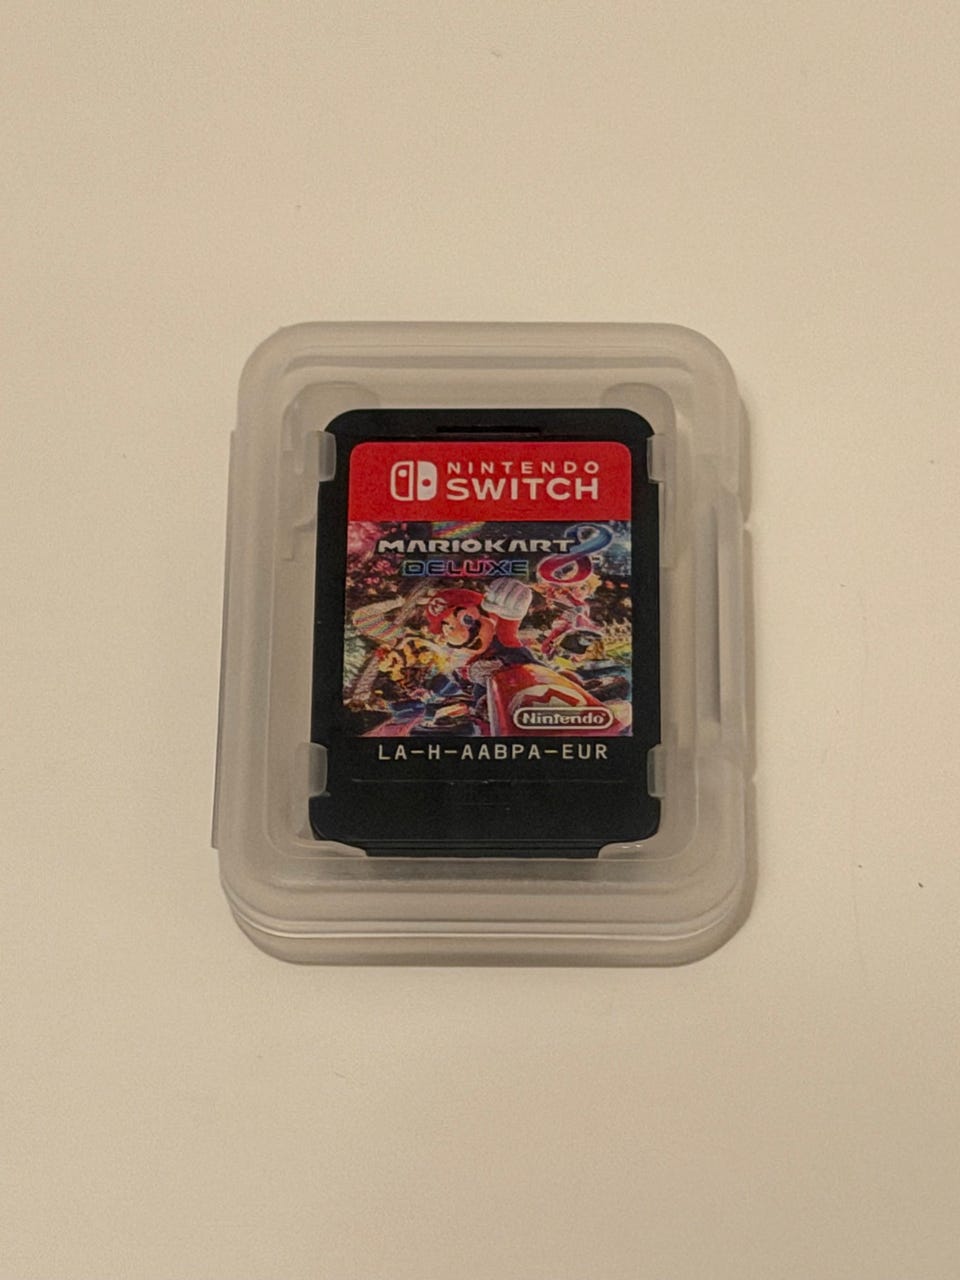 NINTENDO
SWITCH
MARIOKART 8
DELUXE
M
Nintendo
LA-H-AABPA-EUR